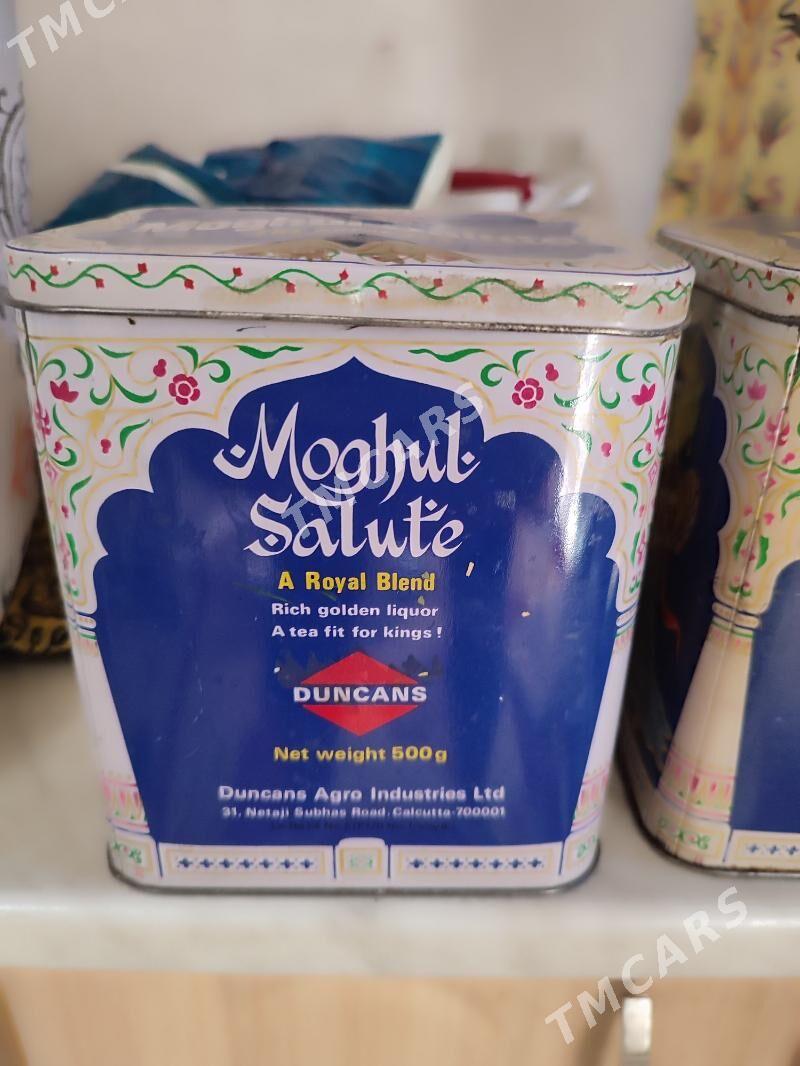 TMCARS
Moghul
Salute
A Royal Blend
Rich golden liquor
A tea fit for kings!
DUNCANS
Net weight 500g
Duncans Agro Industries Ltd
31, Netaji Subhas Road, Calcutta-700001
TMCARS
TMCARS